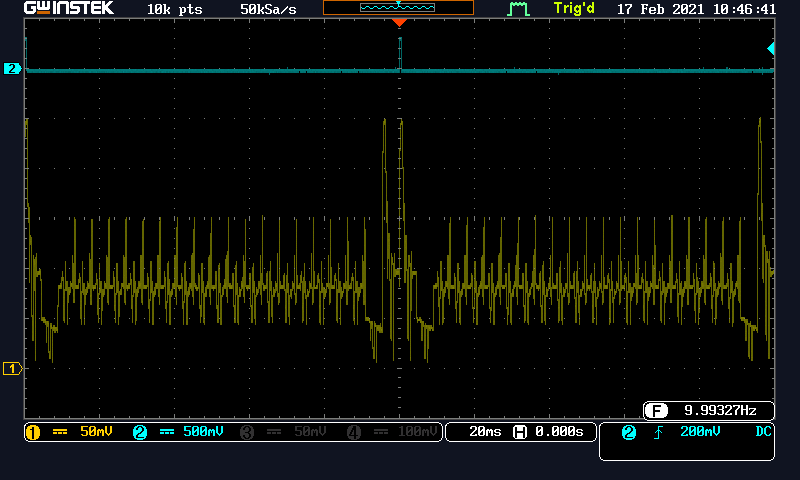 GWINSTEK 10k pts 50kSa/s Trig'd 17 Feb 2021 10:46:41
2
1
F 9.99327Hz
1 50mV 2 500mV 3 50mV 4 100mV 20ms H 0.000s 2 200mV DC